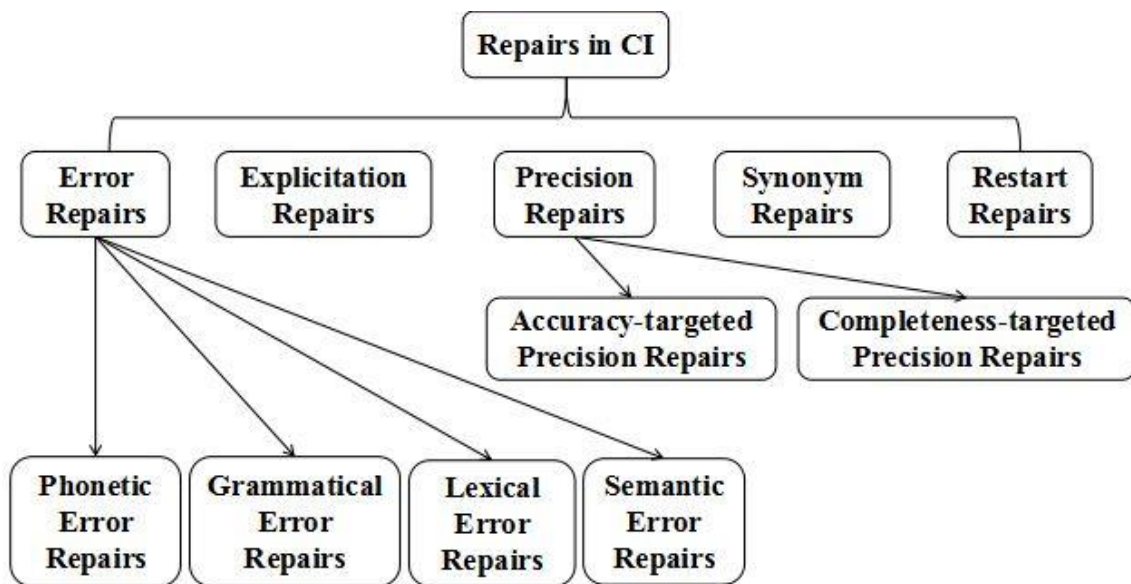 Repairs in CI
Error
Repairs
Explicitation
Repairs
Precision
Repairs
Synonym
Repairs
Restart
Repairs
Accuracy-targeted
Precision Repairs
Completeness-targeted
Precision Repairs
Phonetic
Error
Repairs
Grammatical
Error
Repairs
Lexical
Error
Repairs
Semantic
Error
Repairs